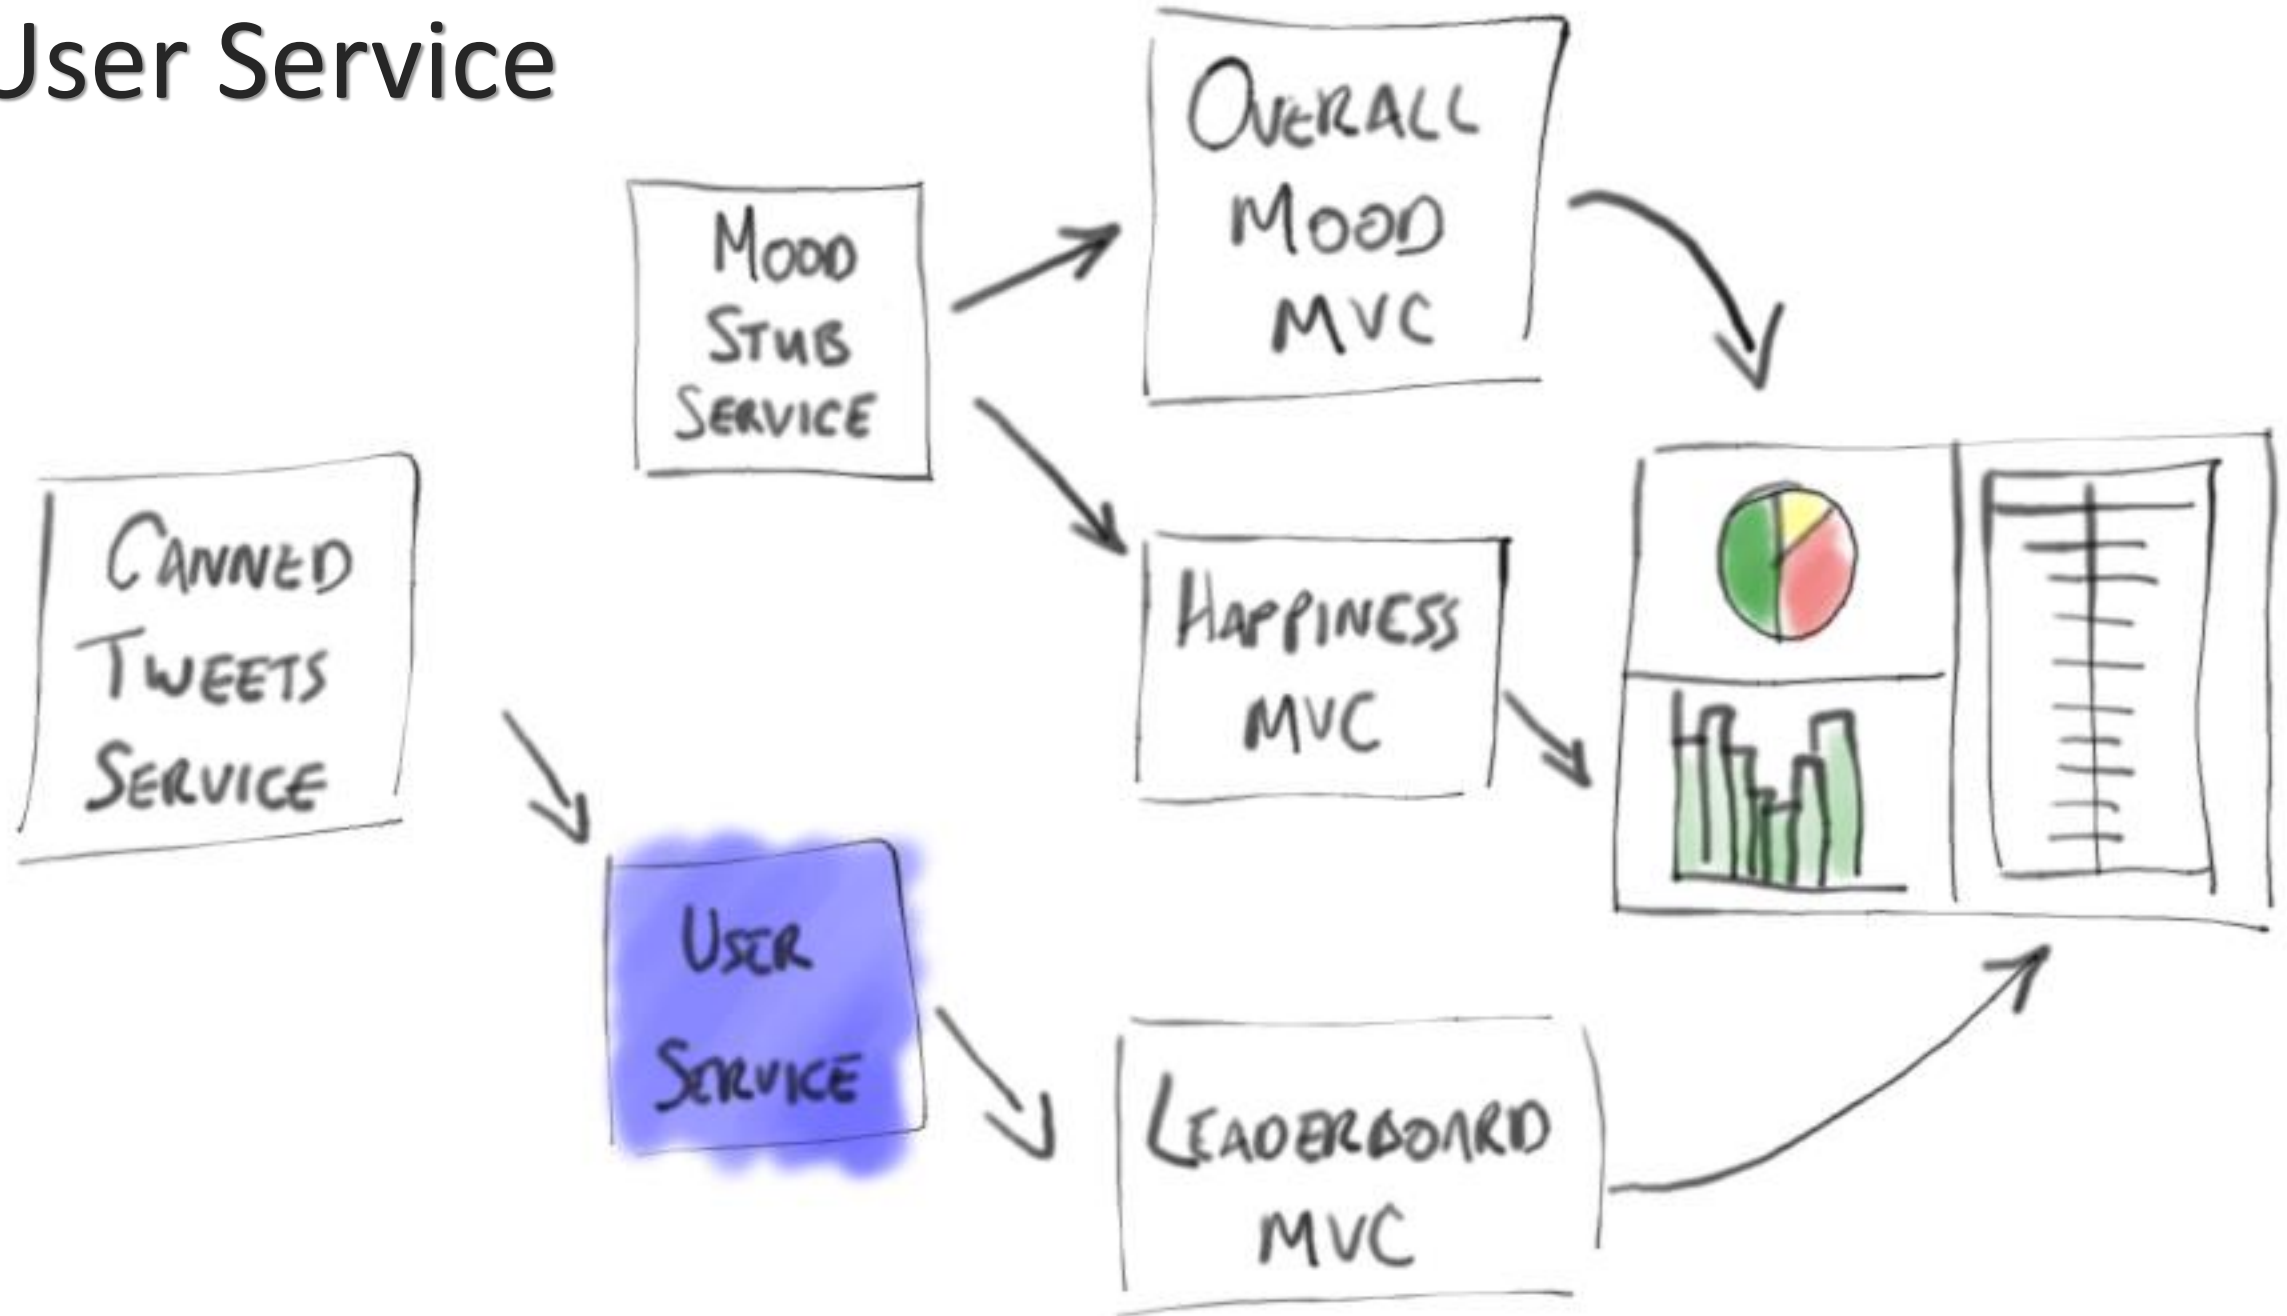 User Service
OVERALL
MOOD
MVC
MOOD
STUB
SERVICE
CANNED
TWEETS
SERVICE
HAPPINESS
MVC
USER
SERVICE
LEADERBOARD
MVC